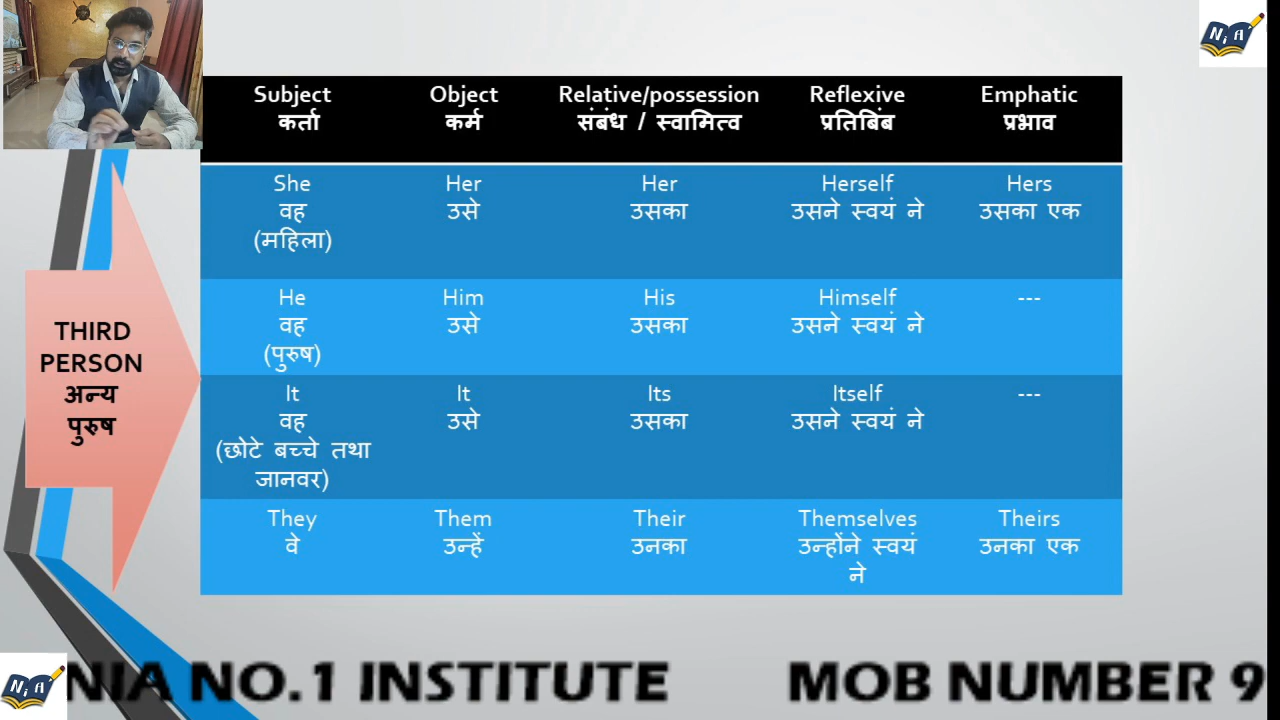 NiA
Subject Object Relative/possession Reflexive Emphatic
कर्ता कर्म संबंध / स्वामित्व प्रतिबिंब प्रभाव
She Her Her Herself Hers
वह उसे उसका उसने स्वयं ने उसका एक
(महिला)
He Him His Himself ---
वह उसे उसका उसने स्वयं ने
(पुरुष)
It It Its Itself ---
वह उसे उसका उसने स्वयं ने
(छोटे बच्चे तथा
जानवर)
They Them Their Themselves Theirs
वे उन्हें उनका उन्होंने स्वयं उनका एक
ने
THIRD
PERSON
अन्य
पुरुष
NiA
NIA NO.1 INSTITUTE MOB NUMBER 9